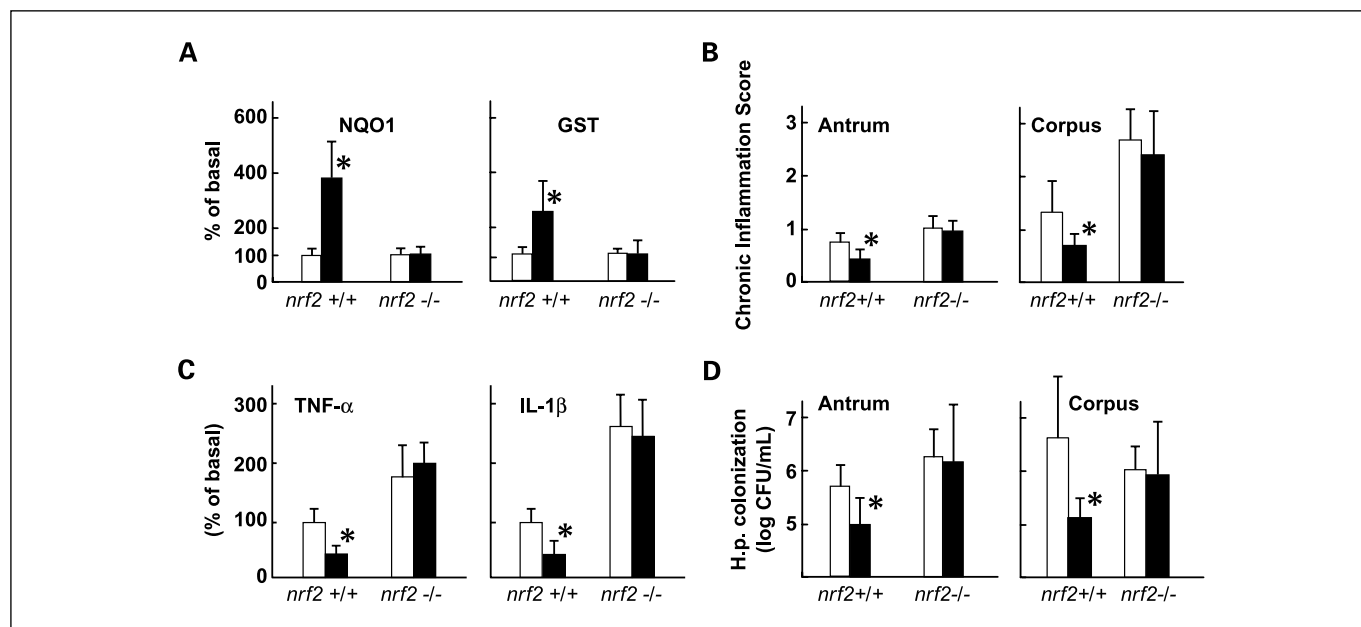 A
% of basal
600
400
200
100
0
NQO1
*
nrf2 +/+ nrf2 -/-
GST
*
nrf2 +/+ nrf2 -/-
B
Chronic Inflammation Score
3
2
1
0
Antrum
*
nrf2+/+ nrf2-/-
Corpus
*
nrf2+/+ nrf2-/-
C
(% of basal)
300
200
100
0
TNF-α
*
nrf2 +/+ nrf2 -/-
IL-1β
*
nrf2 +/+ nrf2 -/-
D
H.p. colonization
(log CFU/mL)
7
6
5
Antrum
*
nrf2+/+ nrf2-/-
Corpus
*
nrf2+/+ nrf2-/-